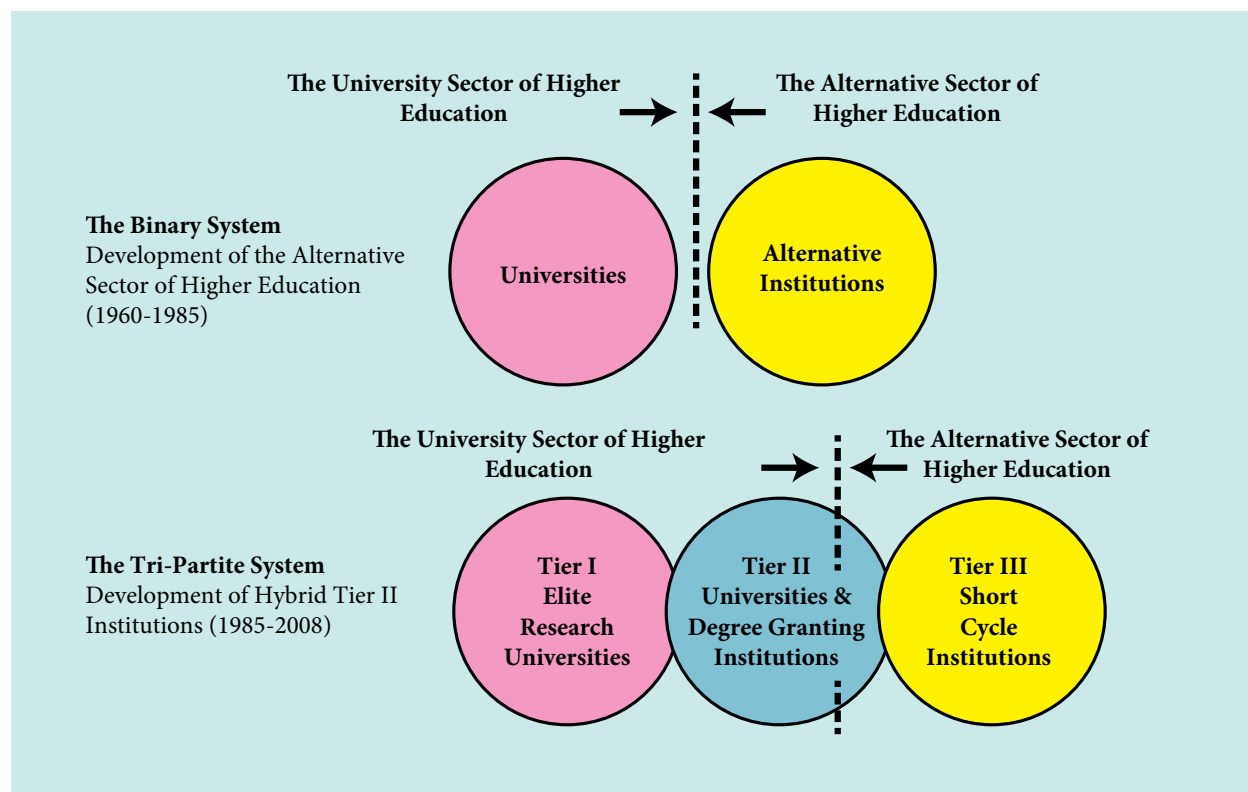 The University Sector of Higher
Education
The Alternative Sector of
Higher Education
The Binary System
Development of the Alternative
Sector of Higher Education
(1960-1985)
Universities
Alternative
Institutions
The University Sector of Higher
Education
The Alternative Sector of
Higher Education
The Tri-Partite System
Development of Hybrid Tier II
Institutions (1985-2008)
Tier I
Elite
Research
Universities
Tier II
Universities &
Degree Granting
Institutions
Tier III
Short
Cycle
Institutions